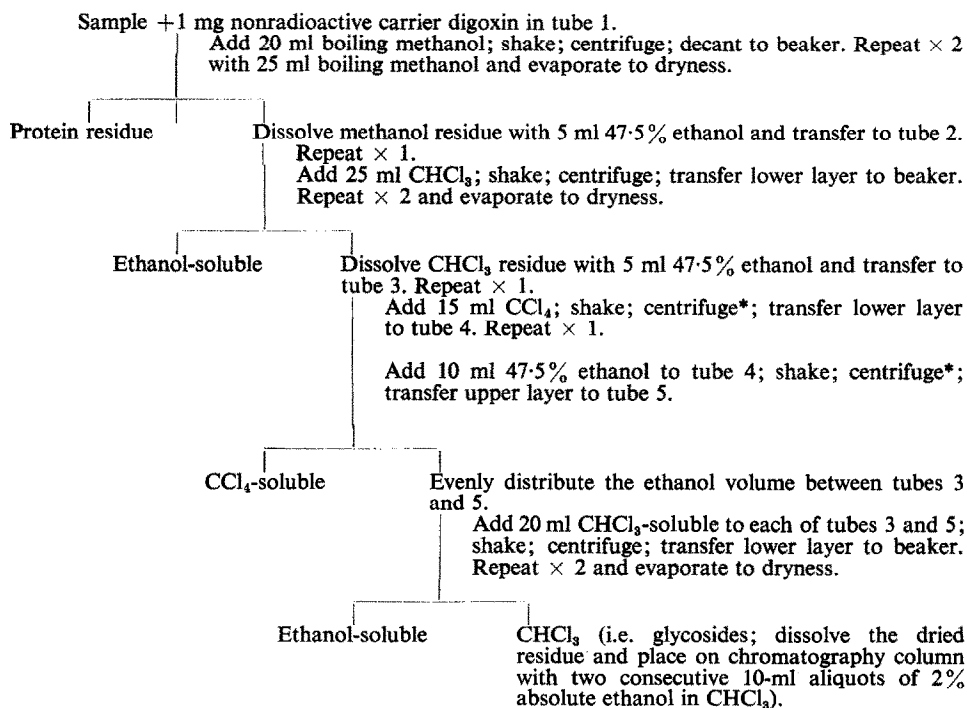 Sample +1 mg nonradioactive carrier digoxin in tube 1.
Add 20 ml boiling methanol; shake; centrifuge; decant to beaker. Repeat × 2
with 25 ml boiling methanol and evaporate to dryness.
Protein residue
Dissolve methanol residue with 5 ml 47·5% ethanol and transfer to tube 2.
Repeat × 1.
Add 25 ml CHCl₃; shake; centrifuge; transfer lower layer to beaker.
Repeat × 2 and evaporate to dryness.
Ethanol-soluble
Dissolve CHCl₃ residue with 5 ml 47·5% ethanol and transfer to
tube 3. Repeat × 1.
Add 15 ml CCl₄; shake; centrifuge*; transfer lower layer
to tube 4. Repeat × 1.
Add 10 ml 47·5% ethanol to tube 4; shake; centrifuge*;
transfer upper layer to tube 5.
CCl₄-soluble
Evenly distribute the ethanol volume between tubes 3
and 5.
Add 20 ml CHCl₃-soluble to each of tubes 3 and 5;
shake; centrifuge; transfer lower layer to beaker.
Repeat × 2 and evaporate to dryness.
Ethanol-soluble
CHCl₃ (i.e. glycosides; dissolve the dried
residue and place on chromatography column
with two consecutive 10-ml aliquots of 2%
absolute ethanol in CHCl₃).